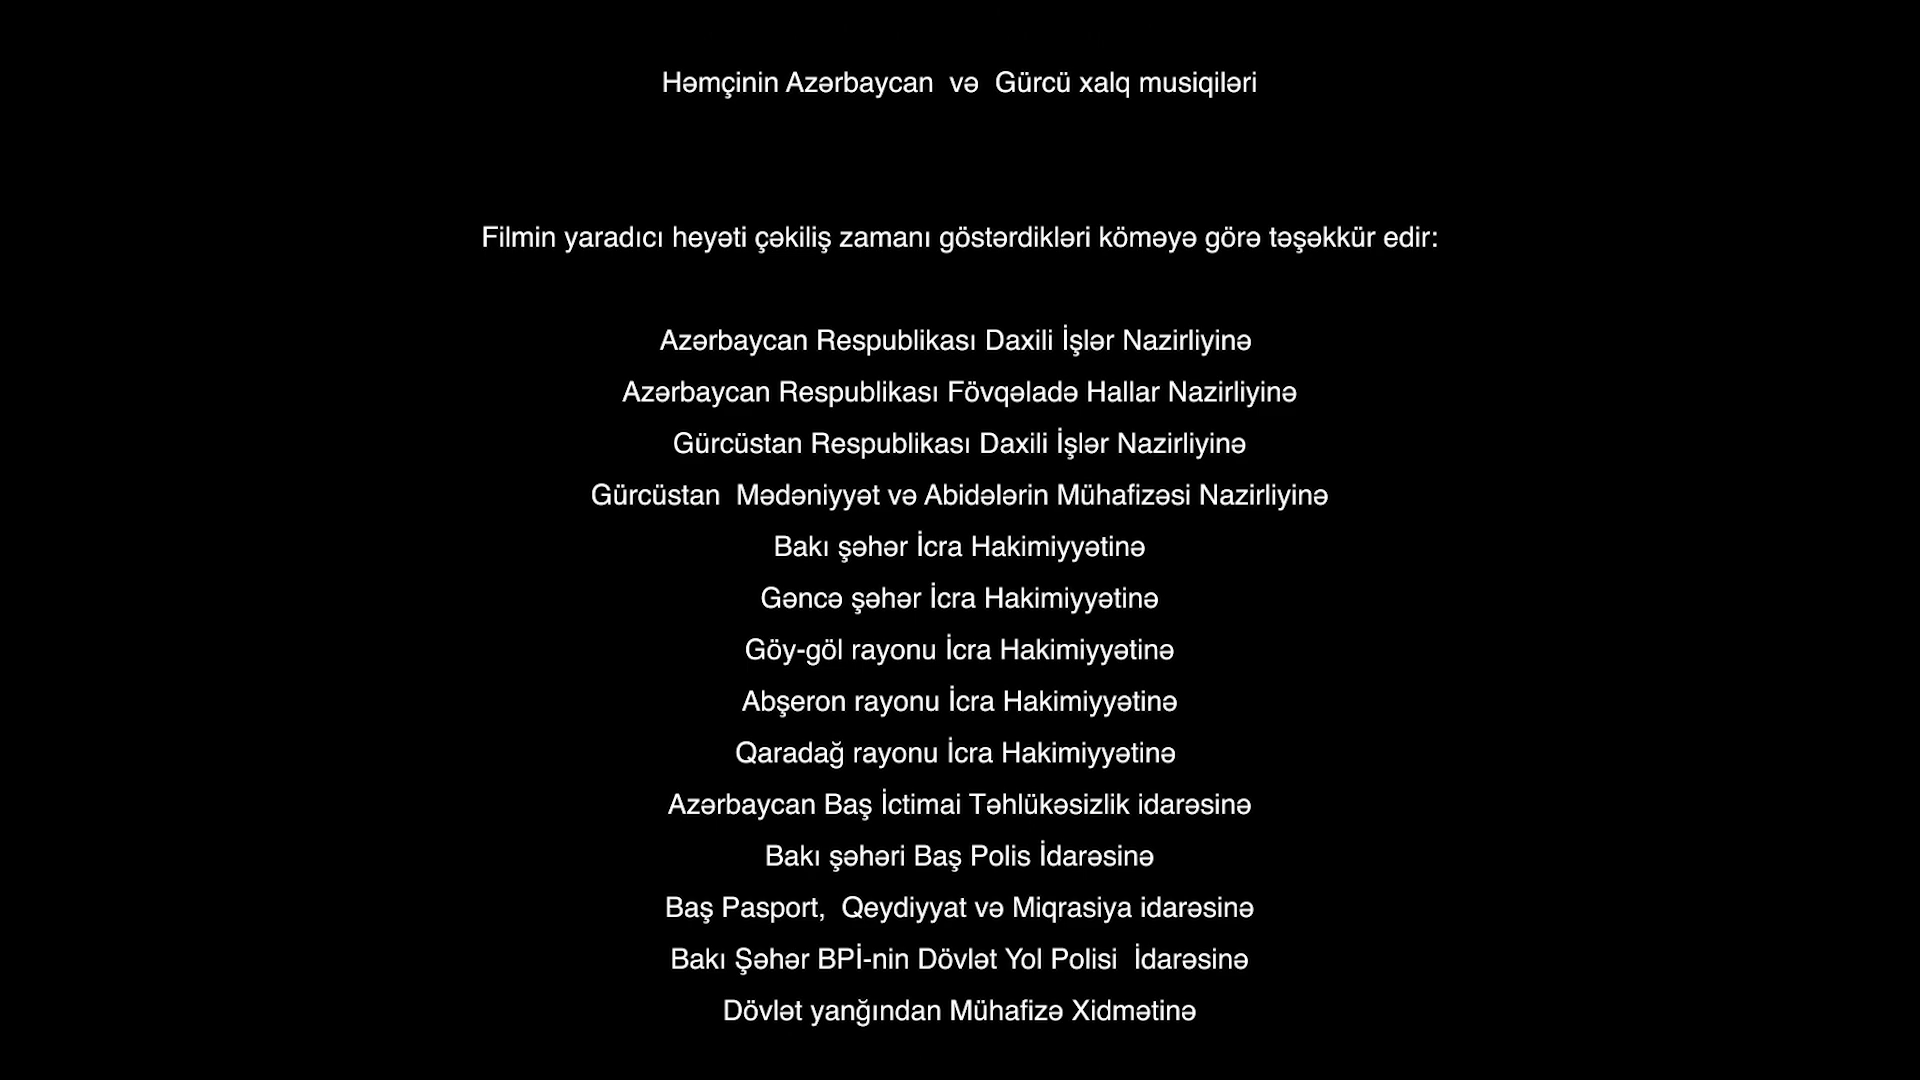 Həmçinin Azərbaycan  və  Gürcü xalq musiqiləri
Filmin yaradıcı heyəti çəkiliş zamanı göstərdikləri köməyə görə təşəkkür edir:
Azərbaycan Respublikası Daxili İşlər Nazirliyinə
Azərbaycan Respublikası Fövqəladə Hallar Nazirliyinə
Gürcüstan Respublikası Daxili İşlər Nazirliyinə
Gürcüstan  Mədəniyyət və Abidələrin Mühafizəsi Nazirliyinə
Bakı şəhər İcra Hakimiyyətinə
Gəncə şəhər İcra Hakimiyyətinə
Göy-göl rayonu İcra Hakimiyyətinə
Abşeron rayonu İcra Hakimiyyətinə
Qaradağ rayonu İcra Hakimiyyətinə
Azərbaycan Baş İctimai Təhlükəsizlik idarəsinə
Bakı şəhəri Baş Polis İdarəsinə
Baş Pasport,  Qeydiyyat və Miqrasiya idarəsinə
Bakı Şəhər BPİ-nin Dövlət Yol Polisi  İdarəsinə
Dövlət yanğından Mühafizə Xidmətinə